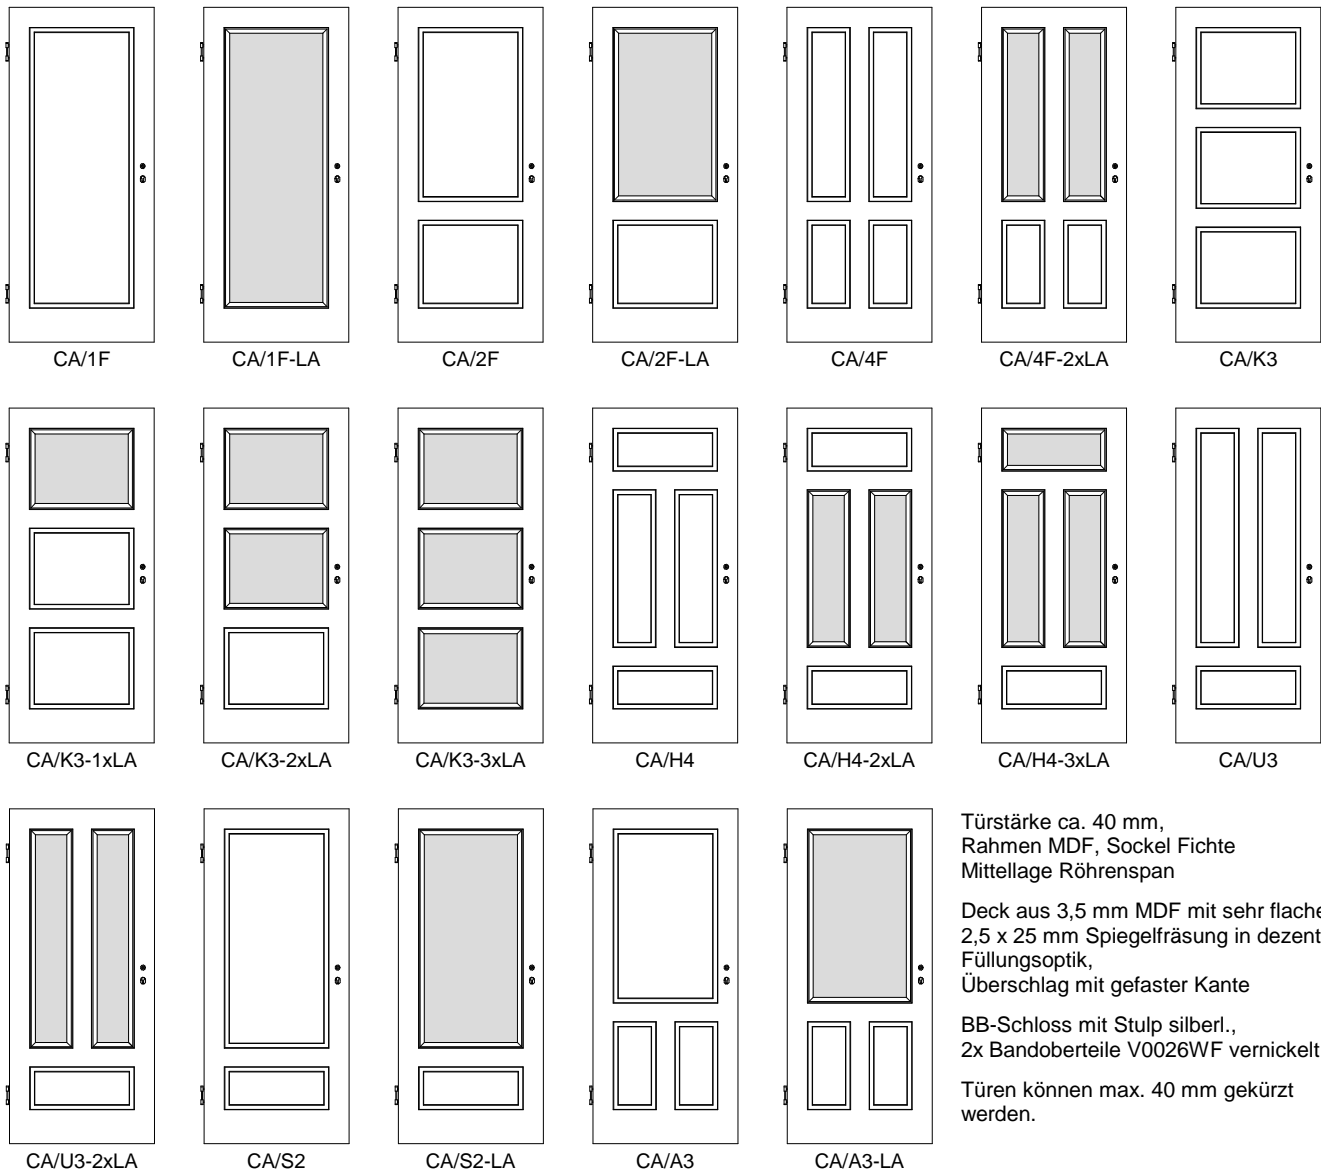 CA/1F
CA/1F-LA
CA/2F
CA/2F-LA
CA/4F
CA/4F-2xLA
CA/K3
CA/K3-1xLA
CA/K3-2xLA
CA/K3-3xLA
CA/H4
CA/H4-2xLA
CA/H4-3xLA
CA/U3
CA/U3-2xLA
CA/S2
CA/S2-LA
CA/A3
CA/A3-LA
Türstärke ca. 40 mm,
Rahmen MDF, Sockel Fichte
Mittellage Röhrenspan
Deck aus 3,5 mm MDF mit sehr flache
2,5 x 25 mm Spiegelfräsung in dezent
Füllungsoptik,
Überschlag mit gefaster Kante
BB-Schloss mit Stulp silberl.,
2x Bandoberteile V0026WF vernickelt
Türen können max. 40 mm gekürzt
werden.